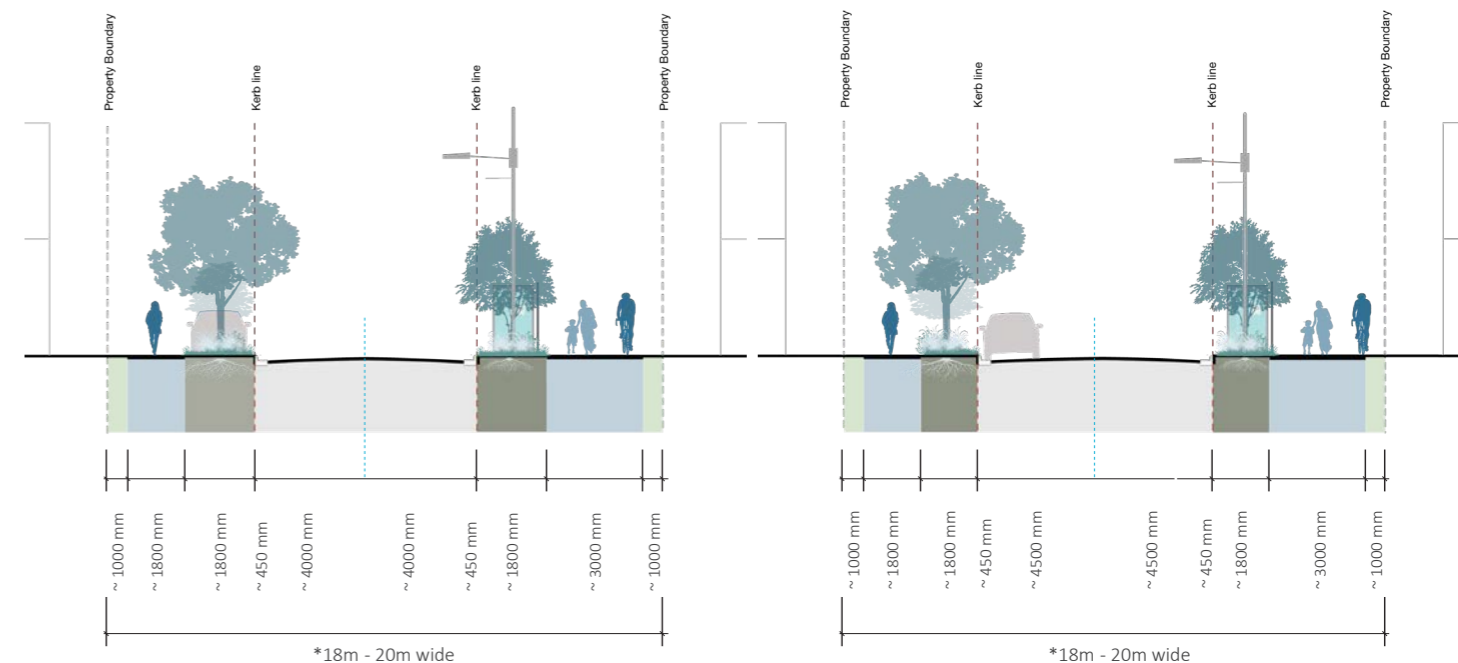 Property Boundary
Kerb line
Kerb line
Property Boundary
~ 1000 mm
~ 1800 mm
~ 1800 mm
~ 450 mm
~ 4000 mm
~ 4000 mm
~ 450 mm
~ 1800 mm
~ 3000 mm
~ 1000 mm
*18m - 20m wide
Property Boundary
Kerb line
Kerb line
Property Boundary
~ 1000 mm
~ 1800 mm
~ 1800 mm
~ 450 mm
~ 4500 mm
~ 4500 mm
~ 450 mm
~ 1800 mm
~ 3000 mm
~ 1000 mm
*18m - 20m wide